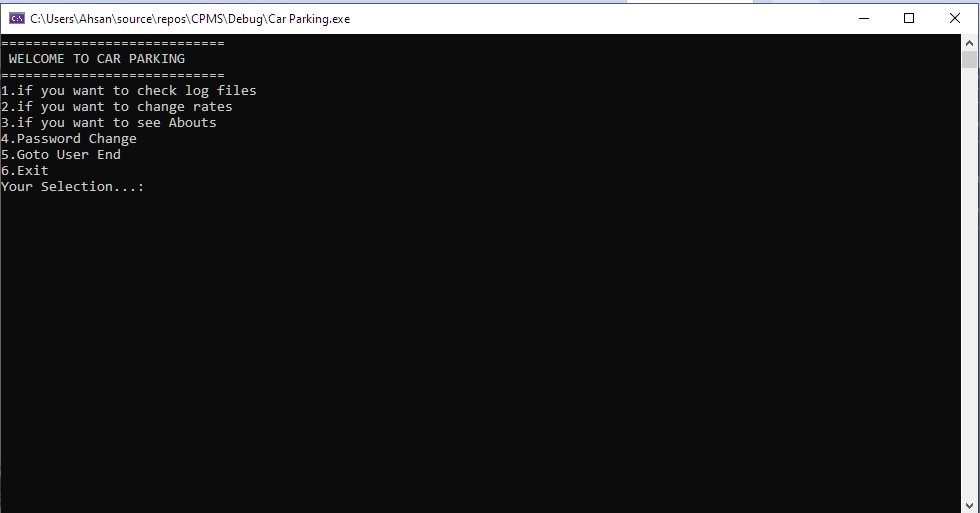 C:\Users\Ahsan\source\repos\CPMS\Debug\Car Parking.exe
============================
WELCOME TO CAR PARKING
============================
1.if you want to check log files
2.if you want to change rates
3.if you want to see Abouts
4.Password Change
5.Goto User End
6.Exit
Your Selection...: